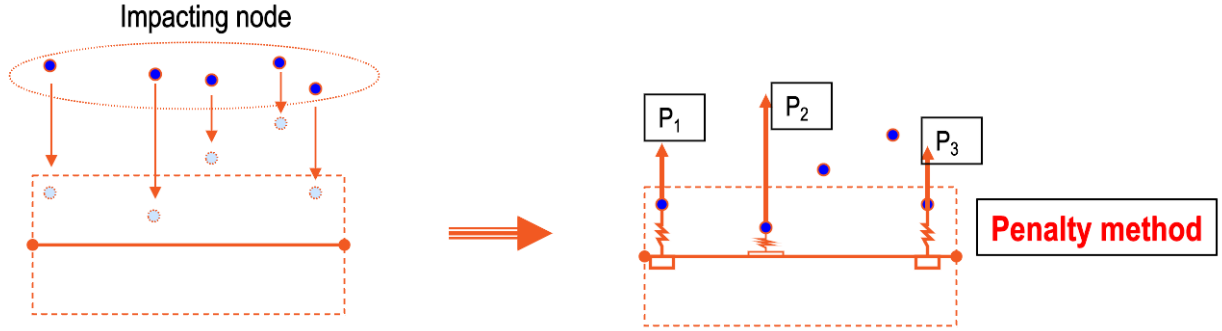 Impacting node
P₁
P₂
P₃
Penalty method